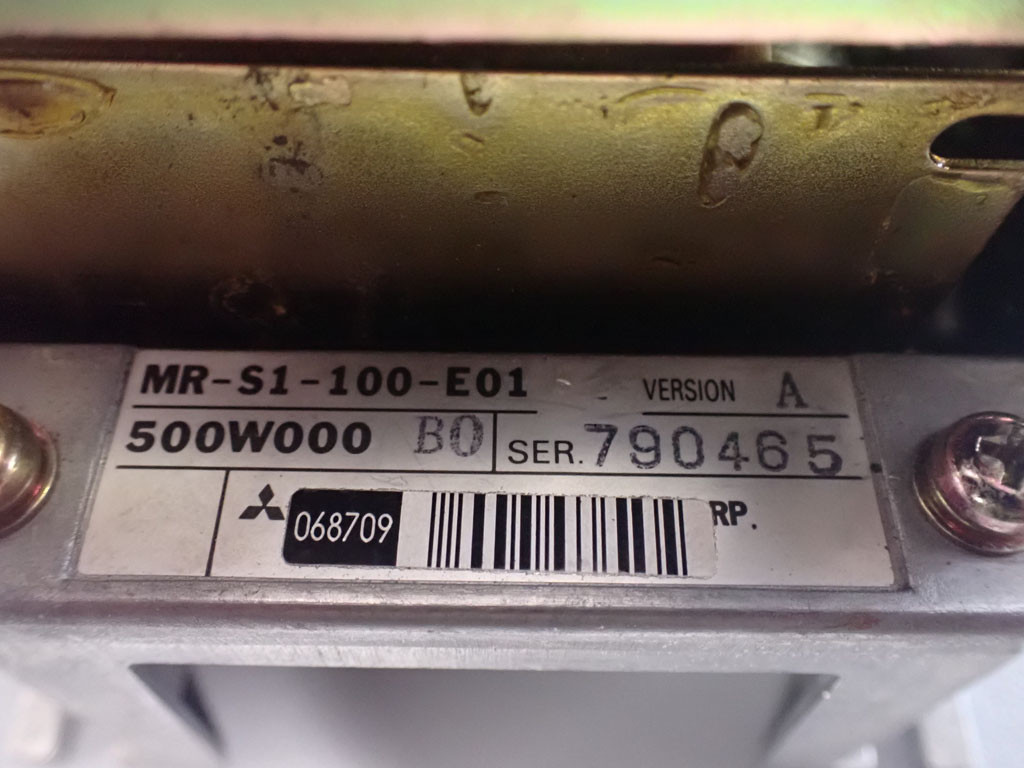 MR-S1-100-E01 VERSION A
500W000 B0 SER. 790465
068709 RP.